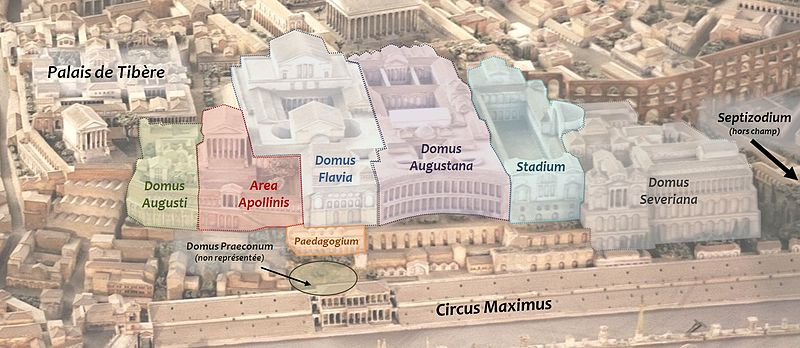 Palais de Tibère
Septizodium
(hors champ)
Domus
Augusti
Area
Apollinis
Domus
Flavia
Domus
Augustana
Stadium
Domus
Severiana
Domus Praeconum
(non représentée)
Paedagogium
Circus Maximus